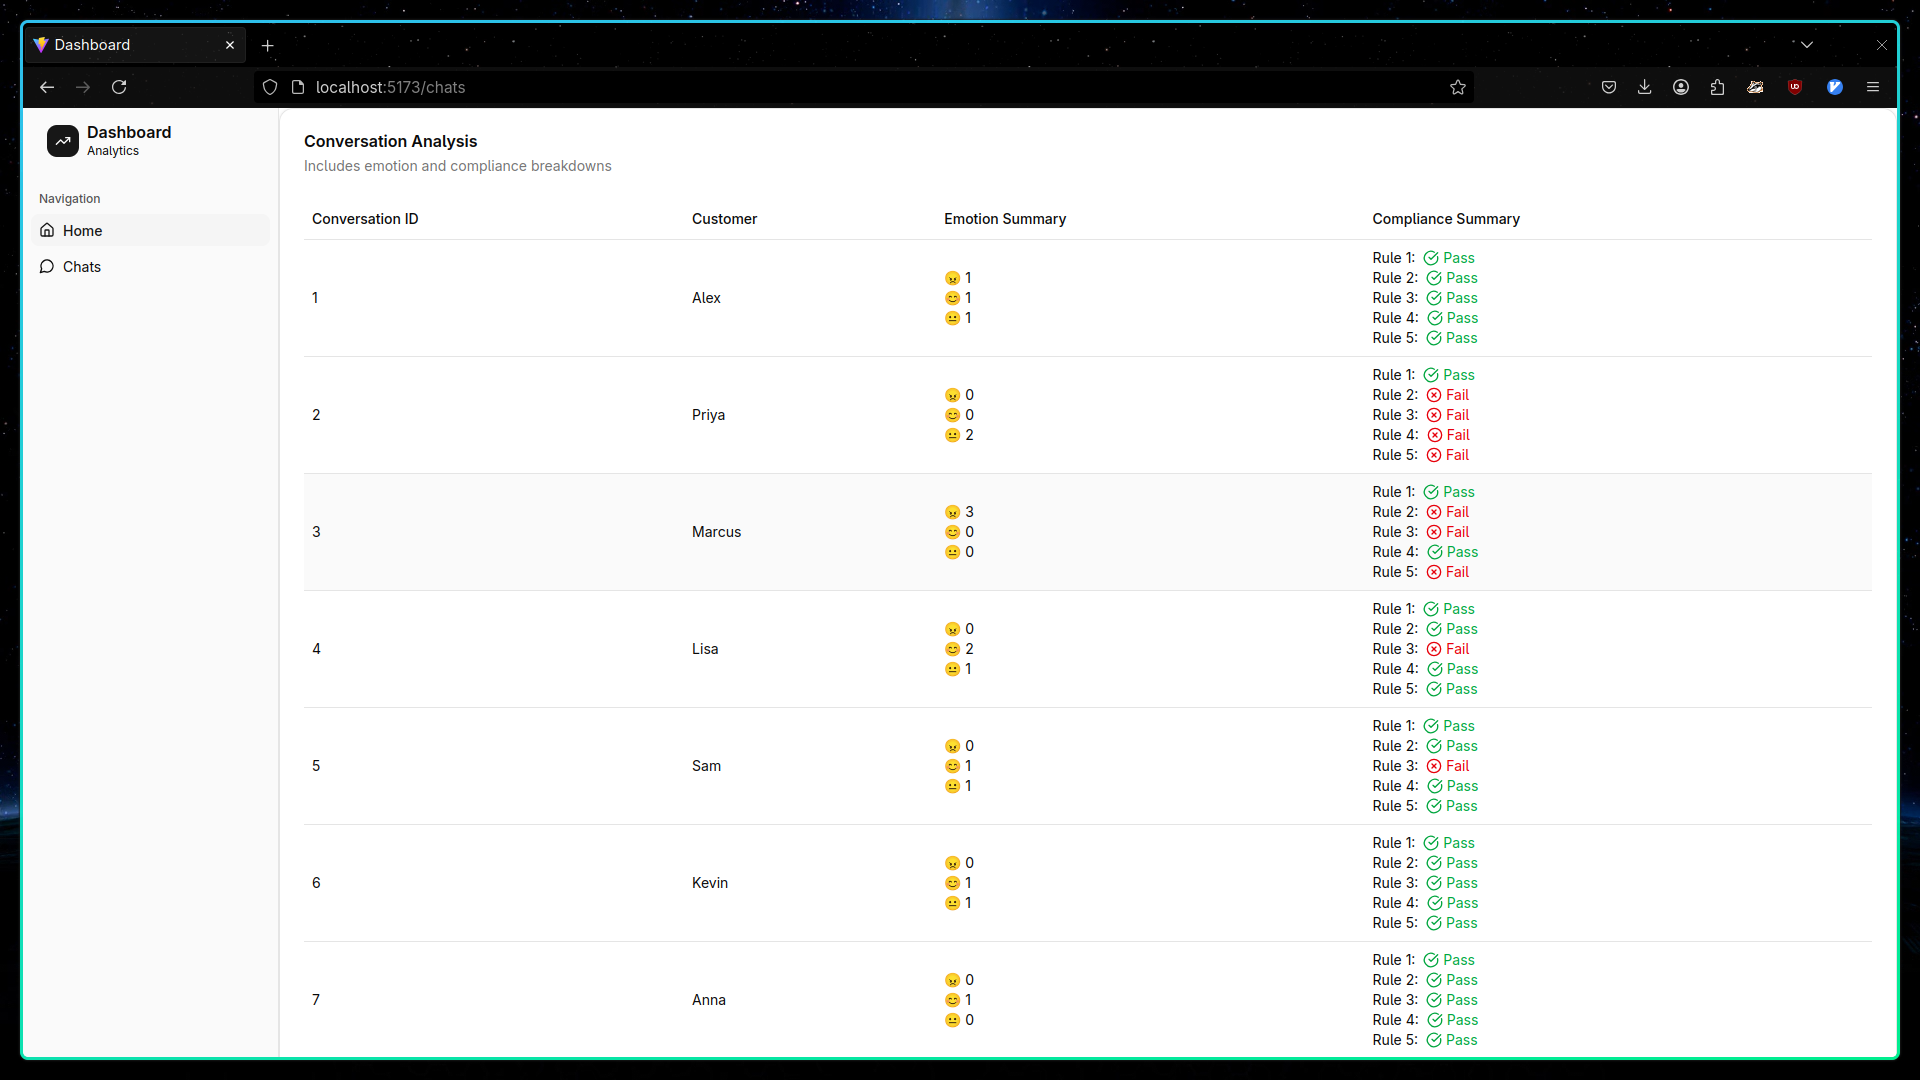 Dashboard
localhost:5173/chats
Dashboard
Analytics
Navigation
Home
Chats
Conversation Analysis
Includes emotion and compliance breakdowns
Conversation ID Customer Emotion Summary Compliance Summary
1 Alex
😠 1
😊 1
😐 1
Rule 1: Pass
Rule 2: Pass
Rule 3: Pass
Rule 4: Pass
Rule 5: Pass
2 Priya
😠 0
😊 0
😐 2
Rule 1: Pass
Rule 2: Fail
Rule 3: Fail
Rule 4: Fail
Rule 5: Fail
3 Marcus
😠 3
😊 0
😐 0
Rule 1: Pass
Rule 2: Fail
Rule 3: Fail
Rule 4: Pass
Rule 5: Fail
4 Lisa
😠 0
😊 2
😐 1
Rule 1: Pass
Rule 2: Pass
Rule 3: Fail
Rule 4: Pass
Rule 5: Pass
5 Sam
😠 0
😊 1
😐 1
Rule 1: Pass
Rule 2: Pass
Rule 3: Fail
Rule 4: Pass
Rule 5: Pass
6 Kevin
😠 0
😊 1
😐 1
Rule 1: Pass
Rule 2: Pass
Rule 3: Pass
Rule 4: Pass
Rule 5: Pass
7 Anna
😠 0
😊 1
😐 0
Rule 1: Pass
Rule 2: Pass
Rule 3: Pass
Rule 4: Pass
Rule 5: Pass